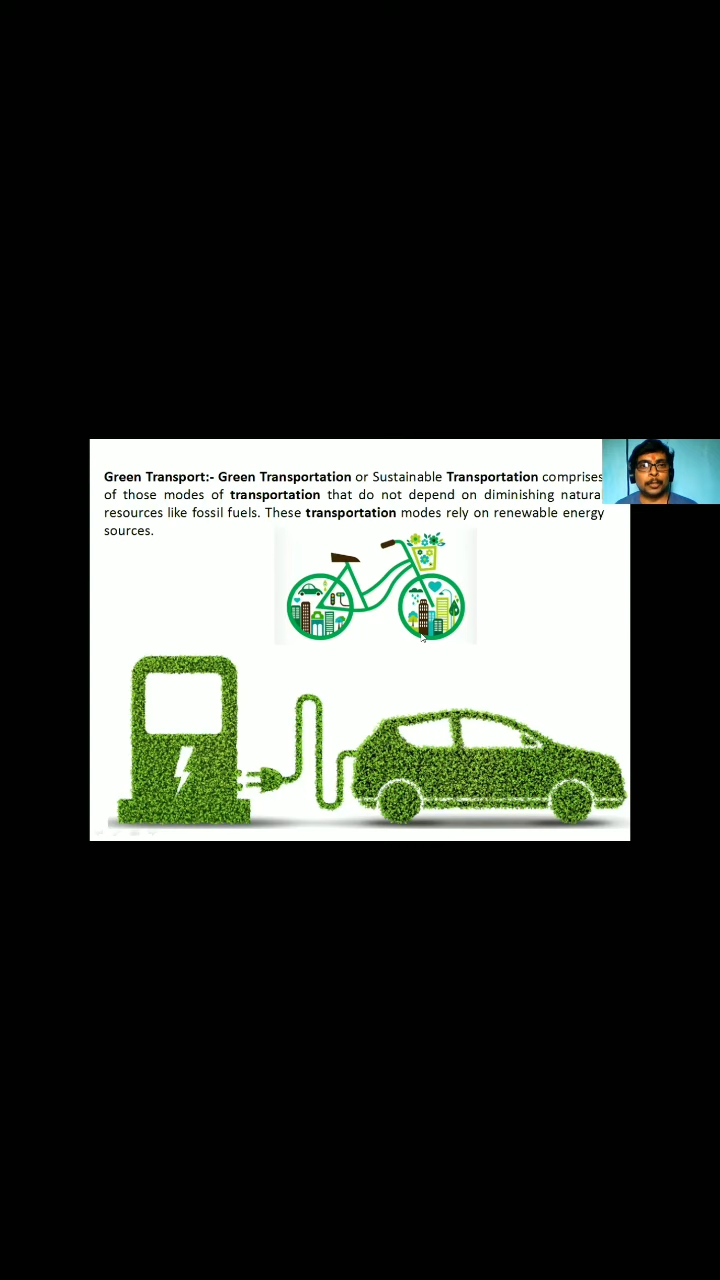 Green Transport:- Green Transportation or Sustainable Transportation comprises
of those modes of transportation that do not depend on diminishing natural
resources like fossil fuels. These transportation modes rely on renewable energy
sources.